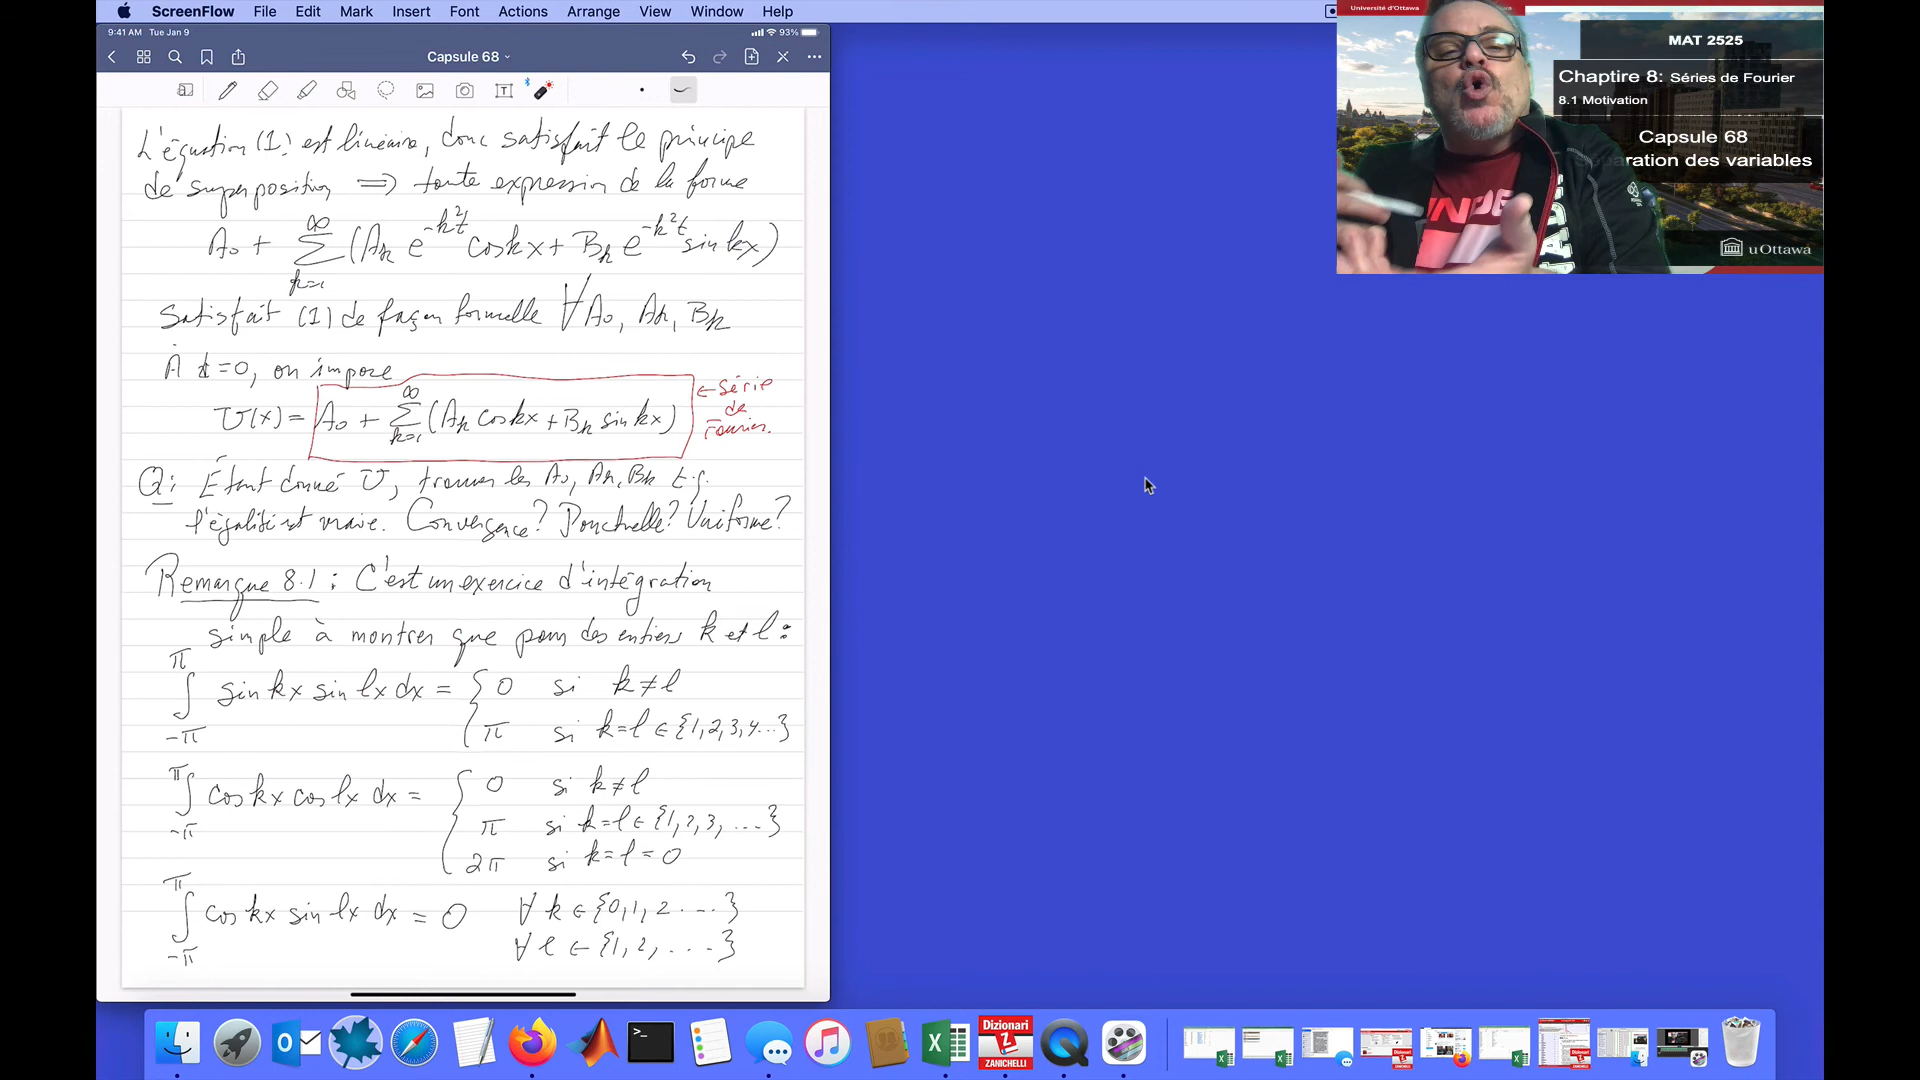 ScreenFlow File Edit Mark Insert Font Actions Arrange View Window Help
9:41 AM Tue Jan 9
93%
Capsule 68
L'équation (1) est linéaire, donc satisfait le principe
de superposition ⟹ toute expression de la forme
A₀ + ∑_{k=1}^{∞} (A_k e^{-k²t} cos kx + B_k e^{-k²t} sin kx)
satisfait (1) de façon formelle ∀ A₀, A_k, B_k
À t=0, on impose
U(x) = A₀ + ∑_{k=1}^{∞} (A_k cos kx + B_k sin kx)
← Série
de
Fourier.
Q: Étant donné U, trouver les A₀, A_k, B_k t.q.
l'égalité est vraie. Convergence? Ponctuelle? Uniforme?
Remarque 8.1 : C'est un exercice d'intégration
simple à montrer que pour des entiers k et l :
∫_{-π}^{π} sin kx sin lx dx = { 0 si k ≠ l
π si k = l ∈ {1,2,3,4...}
∫_{-π}^{π} cos kx cos lx dx = { 0 si k ≠ l
π si k = l ∈ {1,2,3,....}
2π si k = l = 0
∫_{-π}^{π} cos kx sin lx dx = 0 ∀ k ∈ {0,1,2.....}
∀ l ∈ {1,2,.....}
Université d'Ottawa
MAT 2525
Chaptire 8: Séries de Fourier
8.1 Motivation
Capsule 68
aration des variables
uOttawa
Dizionari
ZANICHELLI